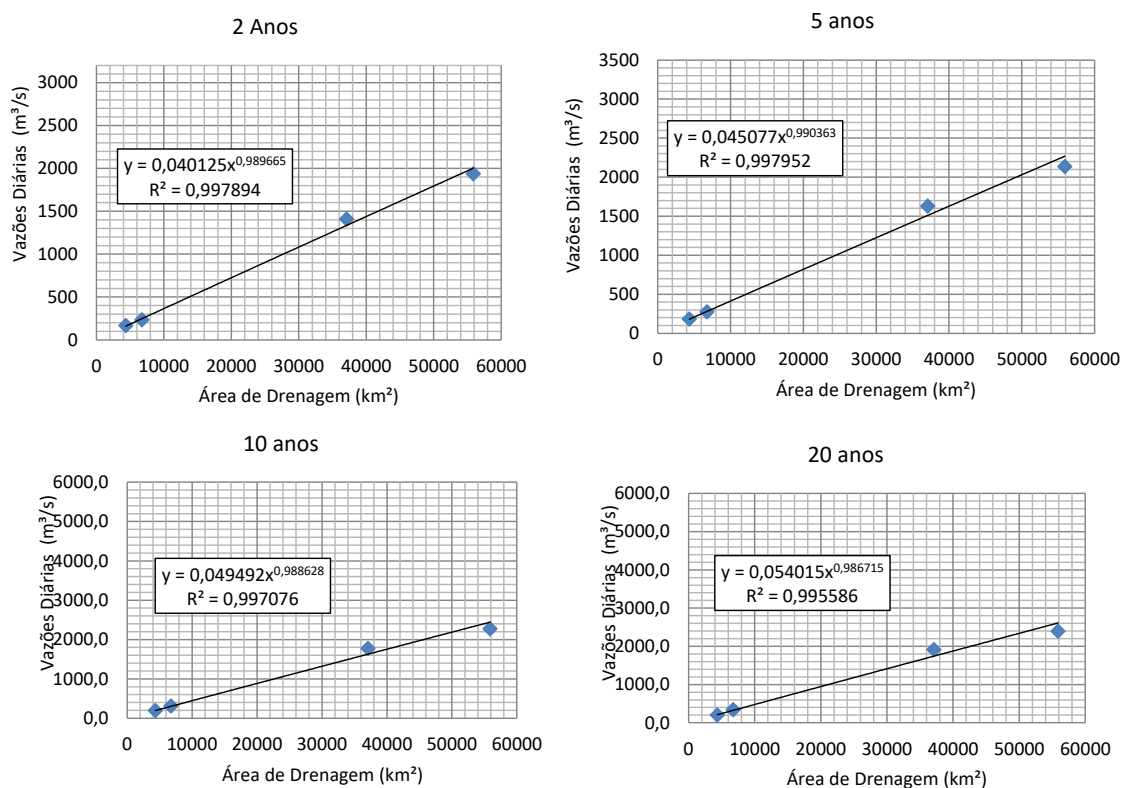 2 Anos
Vazões Diárias (m³/s)
3000
2500
2000
1500
1000
500
0
y = 0,040125x^0,989665
R² = 0,997894
0 10000 20000 30000 40000 50000 60000
Área de Drenagem (km²)
5 anos
Vazões Diárias (m³/s)
3500
3000
2500
2000
1500
1000
500
0
y = 0,045077x^0,990363
R² = 0,997952
0 10000 20000 30000 40000 50000 60000
Área de Drenagem (km²)
10 anos
Vazões Diárias (m³/s)
6000,0
5000,0
4000,0
3000,0
2000,0
1000,0
0,0
y = 0,049492x^0,988628
R² = 0,997076
0 10000 20000 30000 40000 50000 60000
Área de Drenagem (km²)
20 anos
Vazões Diárias (m³/s)
6000,0
5000,0
4000,0
3000,0
2000,0
1000,0
0,0
y = 0,054015x^0,986715
R² = 0,995586
0 10000 20000 30000 40000 50000 60000
Área de Drenagem (km²)